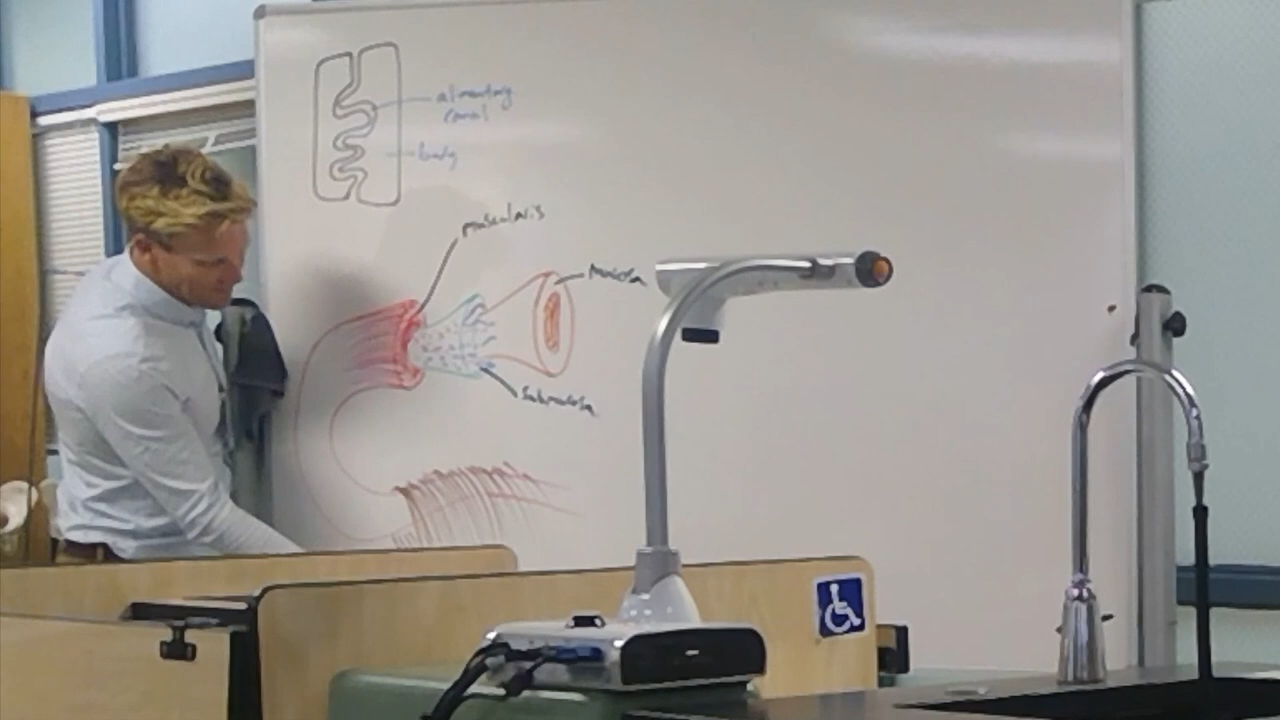 alimentary
canal
body
muscularis
Mucosa
Submucosa